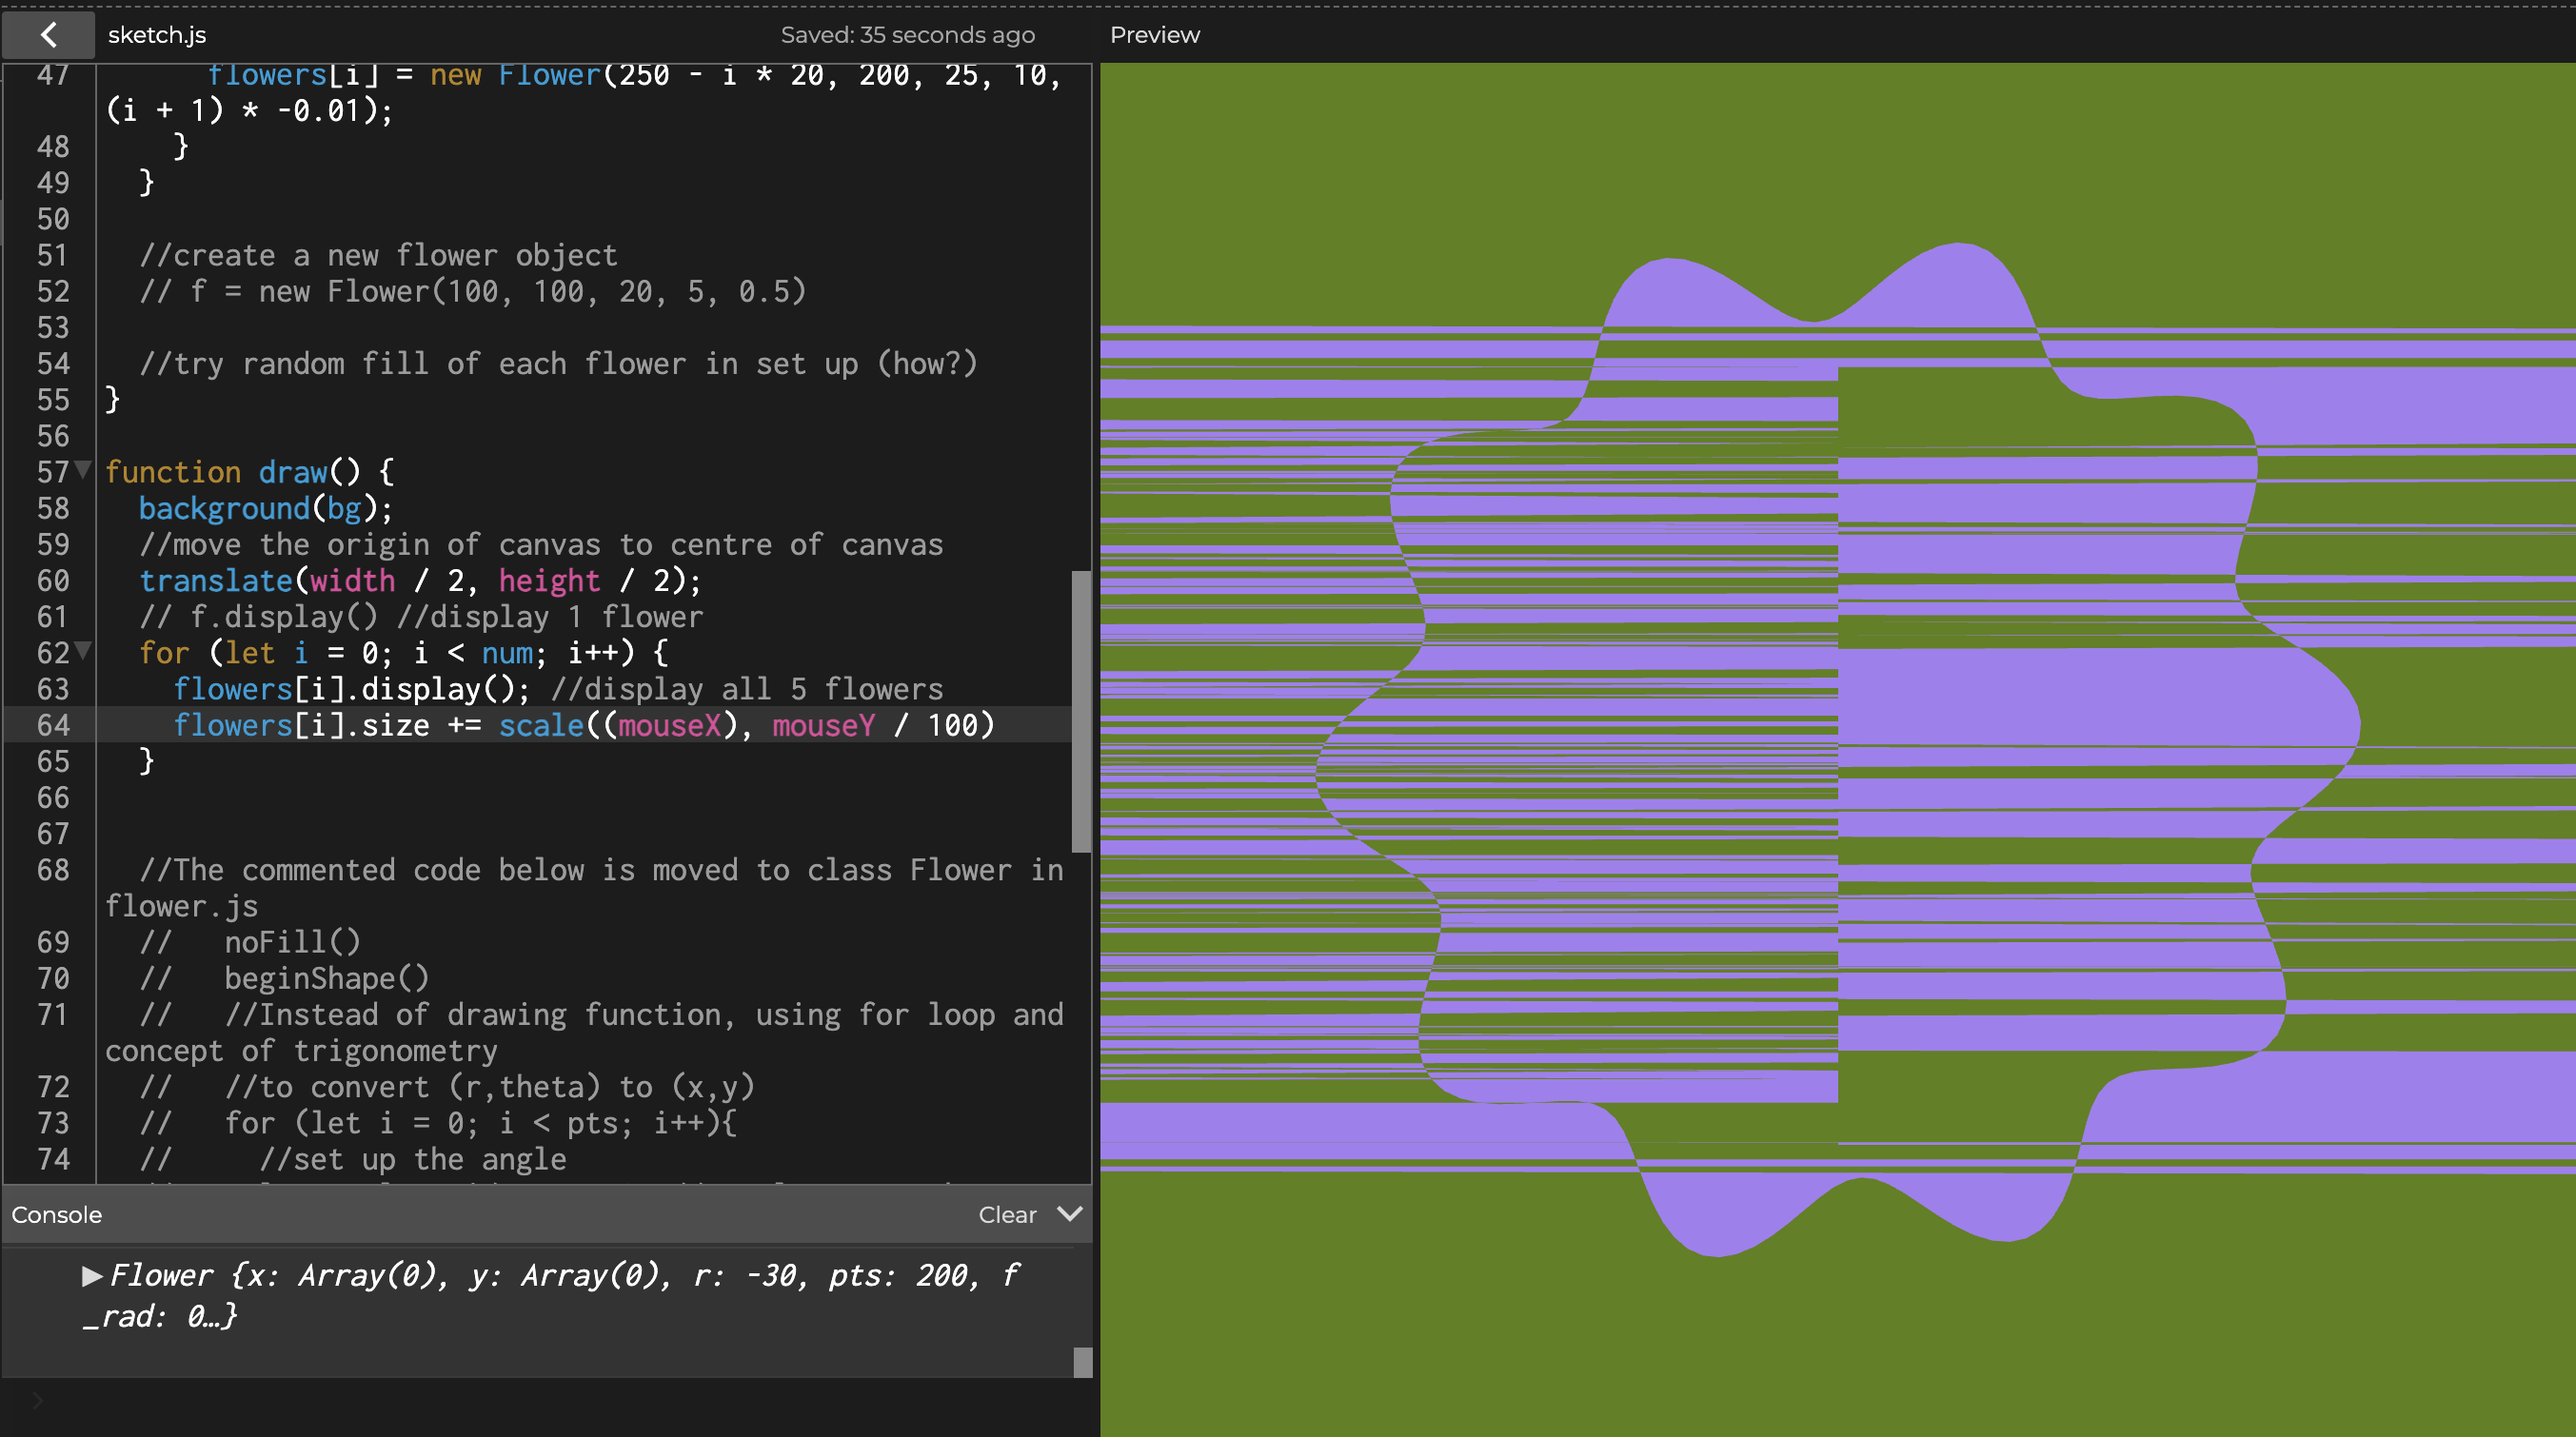 sketch.js
Saved: 35 seconds ago
Preview
47 flowers[i] = new Flower(250 - i * 20, 200, 25, 10,
(i + 1) * -0.01);
48 }
49 }
50
51 //create a new flower object
52 // f = new Flower(100, 100, 20, 5, 0.5)
53
54 //try random fill of each flower in set up (how?)
55 }
56
57 function draw() {
58 background(bg);
59 //move the origin of canvas to centre of canvas
60 translate(width / 2, height / 2);
61 // f.display() //display 1 flower
62 for (let i = 0; i < num; i++) {
63 flowers[i].display(); //display all 5 flowers
64 flowers[i].size += scale((mouseX), mouseY / 100)
65 }
66
67
68 //The commented code below is moved to class Flower in
flower.js
69 // noFill()
70 // beginShape()
71 // //Instead of drawing function, using for loop and
concept of trigonometry
72 // //to convert (r,theta) to (x,y)
73 // for (let i = 0; i < pts; i++){
74 // //set up the angle
Console
Clear
▶Flower {x: Array(0), y: Array(0), r: -30, pts: 200, f
_rad: 0…}